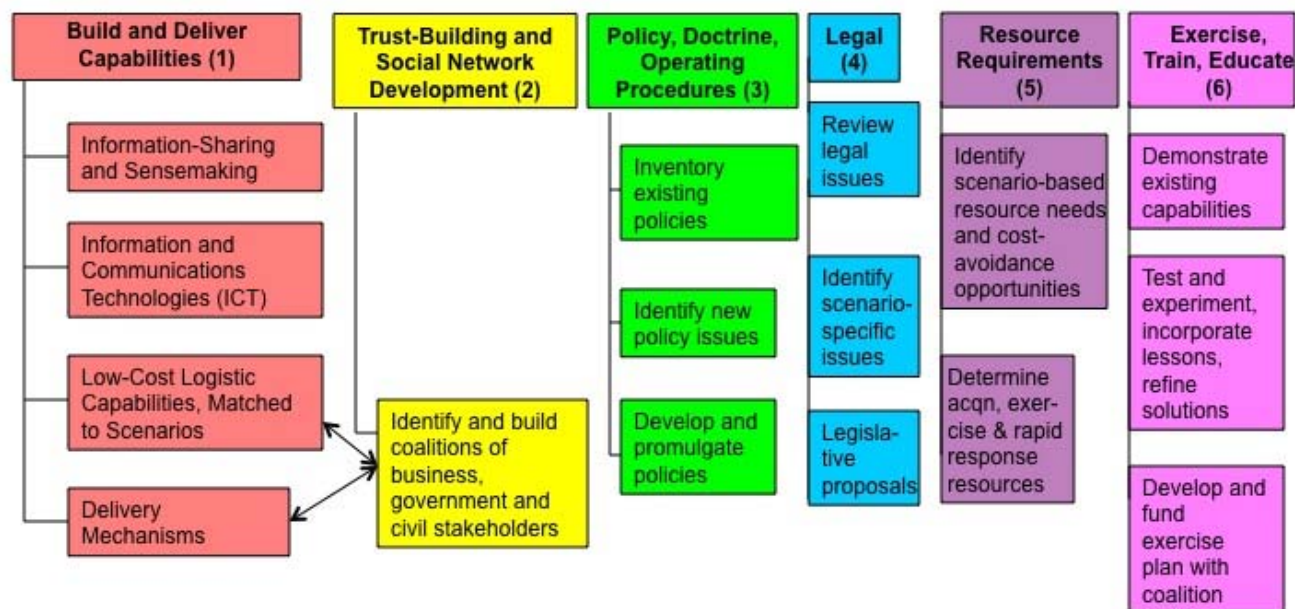 Build and Deliver
Capabilities (1)
Information-Sharing
and Sensemaking
Information and
Communications
Technologies (ICT)
Low-Cost Logistic
Capabilities, Matched
to Scenarios
Delivery
Mechanisms
Trust-Building and
Social Network
Development (2)
Identify and build
coalitions of
business,
government and
civil stakeholders
Policy, Doctrine,
Operating
Procedures (3)
Inventory
existing
policies
Identify new
policy issues
Develop and
promulgate
policies
Legal
(4)
Review
legal
issues
Identify
scenario-
specific
issues
Legisla-
tive
proposals
Resource
Requirements
(5)
Identify
scenario-based
resource needs
and cost-
avoidance
opportunities
Determine
acqn, exer-
cise & rapid
response
resources
Exercise,
Train, Educate
(6)
Demonstrate
existing
capabilities
Test and
experiment,
incorporate
lessons,
refine
solutions
Develop and
fund
exercise
plan with
coalition